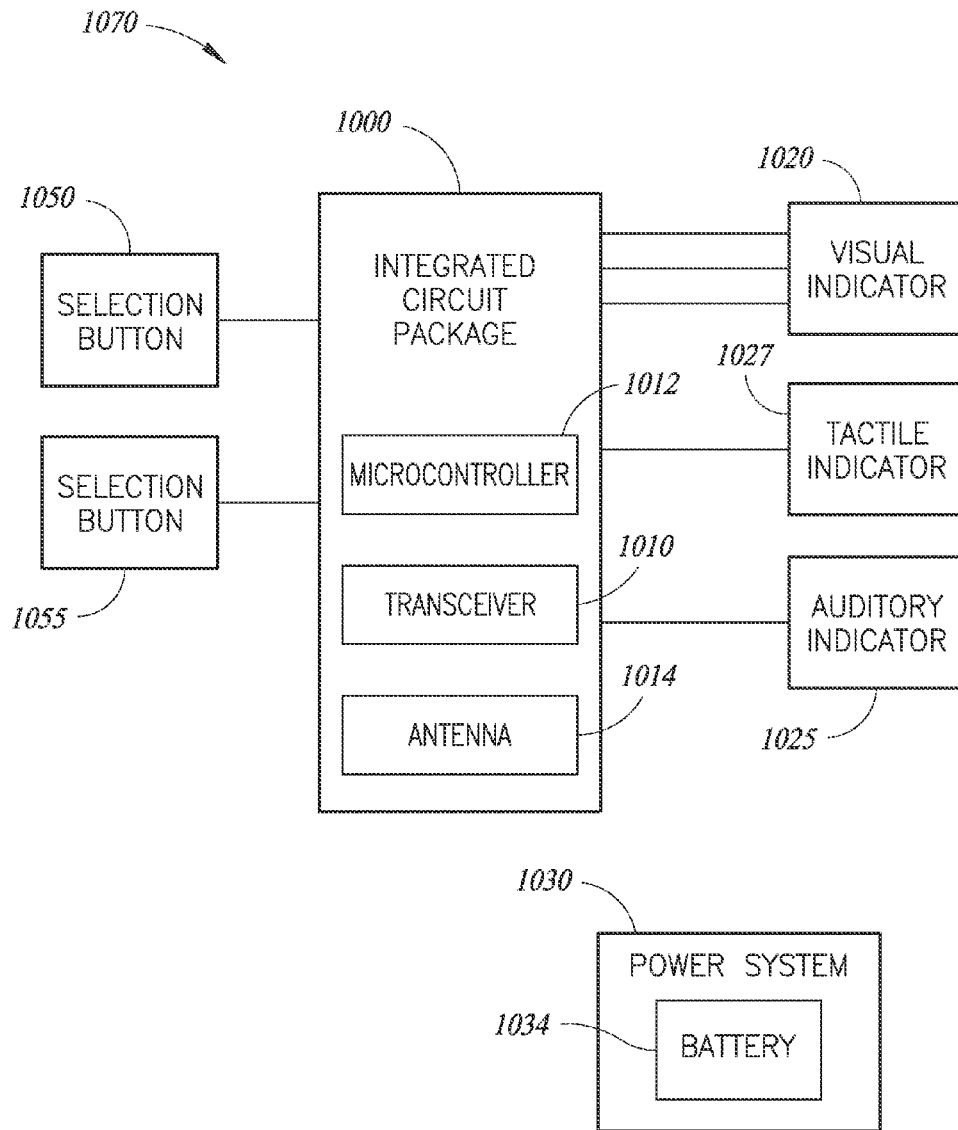 1070
1000
1050
1020
SELECTION
BUTTON
INTEGRATED
CIRCUIT
PACKAGE
VISUAL
INDICATOR
1012
1027
SELECTION
BUTTON
MICROCONTROLLER
TACTILE
INDICATOR
1055
1010
TRANSCEIVER
AUDITORY
INDICATOR
1014
ANTENNA
1025
1030
POWER SYSTEM
1034
BATTERY